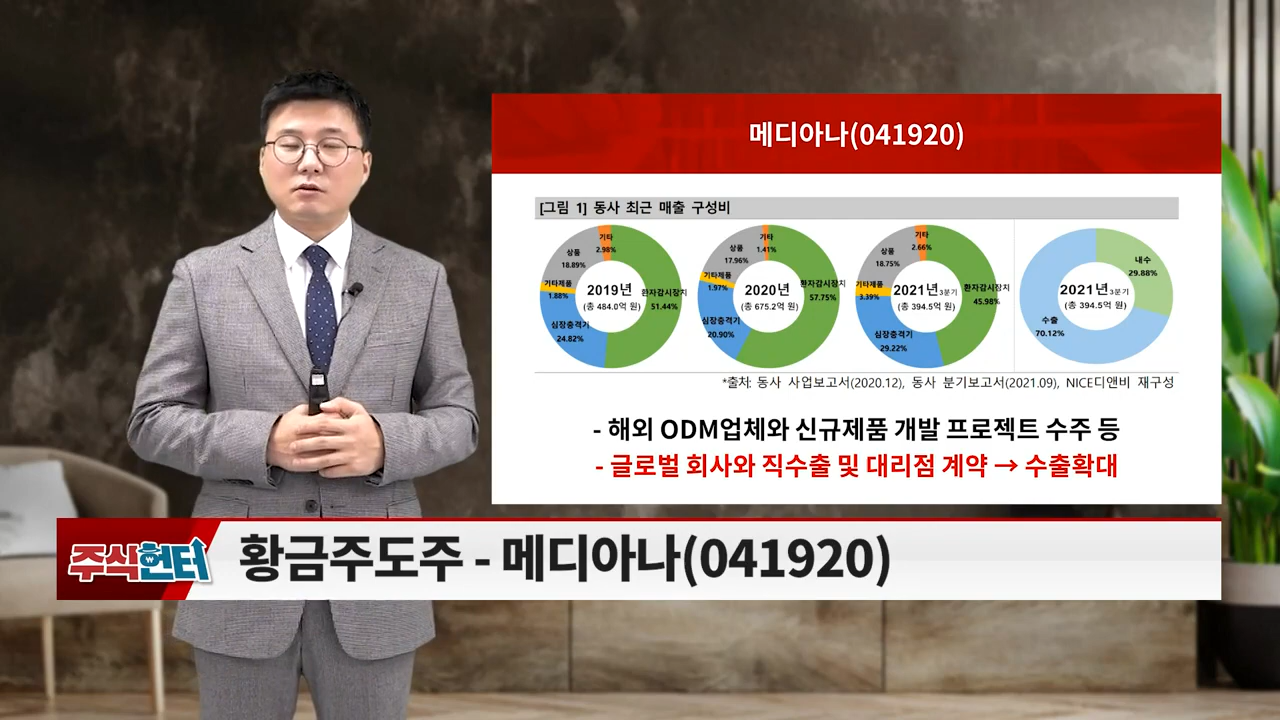 메디아나(041920)
[그림 1] 동사 최근 매출 구성비
기타
2.98%
상품
18.89%
기타제품
1.88%
심장충격기
24.82%
환자감시장치
51.44%
2019년
(총 484.0억 원)
기타
1.41%
상품
17.96%
기타제품
1.97%
심장충격기
20.90%
환자감시장치
57.75%
2020년
(총 675.2억 원)
기타
2.66%
상품
18.75%
기타제품
3.39%
심장충격기
29.22%
환자감시장치
45.98%
2021년3분기
(총 394.5억 원)
내수
29.88%
수출
70.12%
2021년3분기
(총 394.5억 원)
*출처: 동사 사업보고서(2020.12), 동사 분기보고서(2021.09), NICE디앤비 재구성
- 해외 ODM업체와 신규제품 개발 프로젝트 수주 등
- 글로벌 회사와 직수출 및 대리점 계약 → 수출확대
주식헌터
황금주도주 - 메디아나(041920)